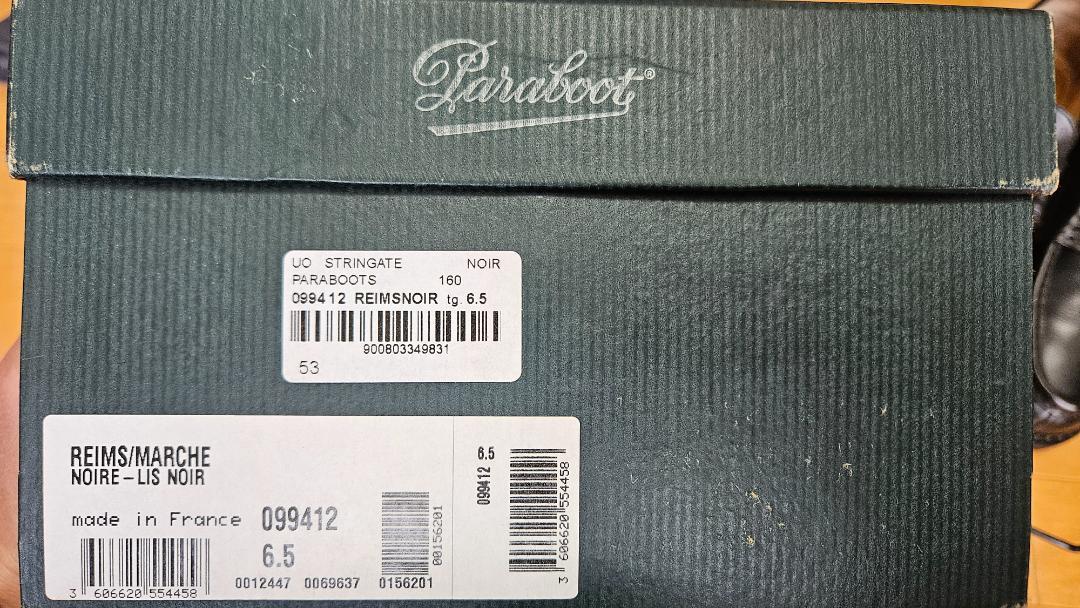 Paraboot®
UO STRINGATE NOIR
PARABOOTS 160
099412 REIMSNOIR tg. 6.5
900803349831
53
REIMS/MARCHE
NOIRE-LIS NOIR
made in France 099412
6.5
3 606620 554458
0012447 0069637 0156201
00156201
6.5
099412
3 606620 554458